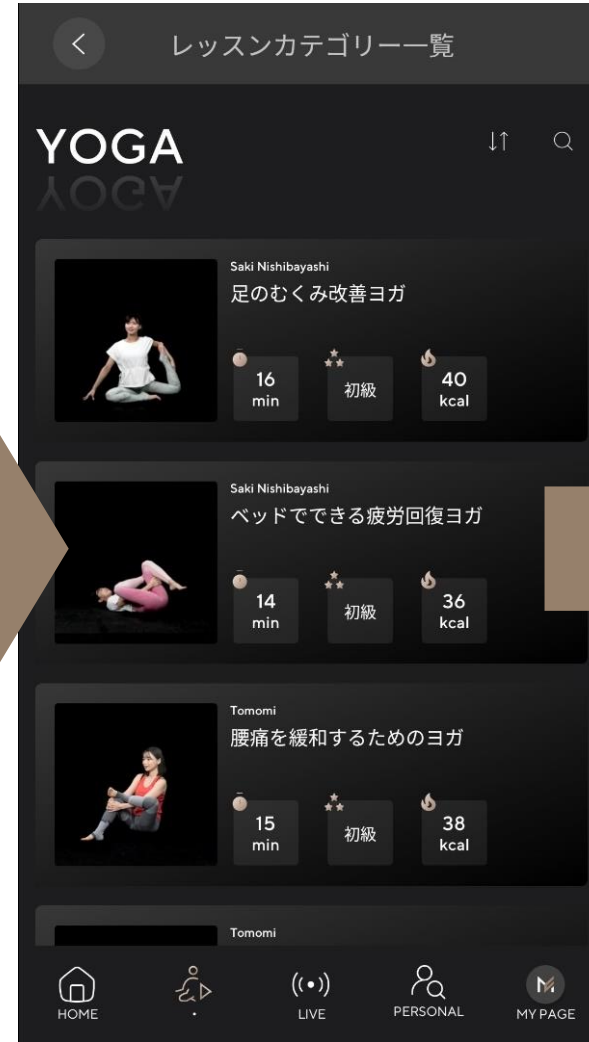 レッスンカテゴリー一覧
YOGA
Saki Nishibayashi
足のむくみ改善ヨガ
16
min
初級
40
kcal
Saki Nishibayashi
ベッドでできる疲労回復ヨガ
14
min
初級
36
kcal
Tomomi
腰痛を緩和するためのヨガ
15
min
初級
38
kcal
Tomomi
HOME
LIVE
PERSONAL
MY PAGE